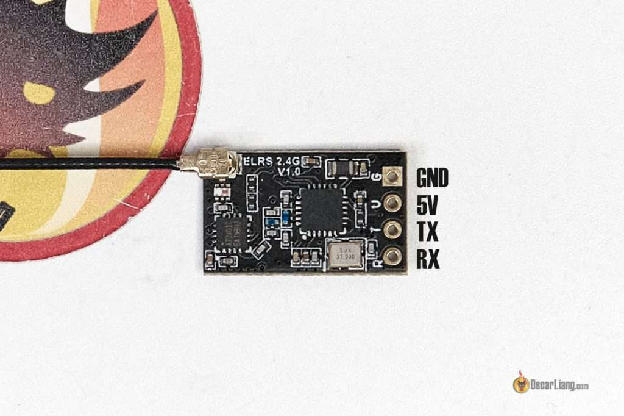 ELRS 2.4G
V1.0
G GND
V 5V
T TX
R RX
OscarLiang.com